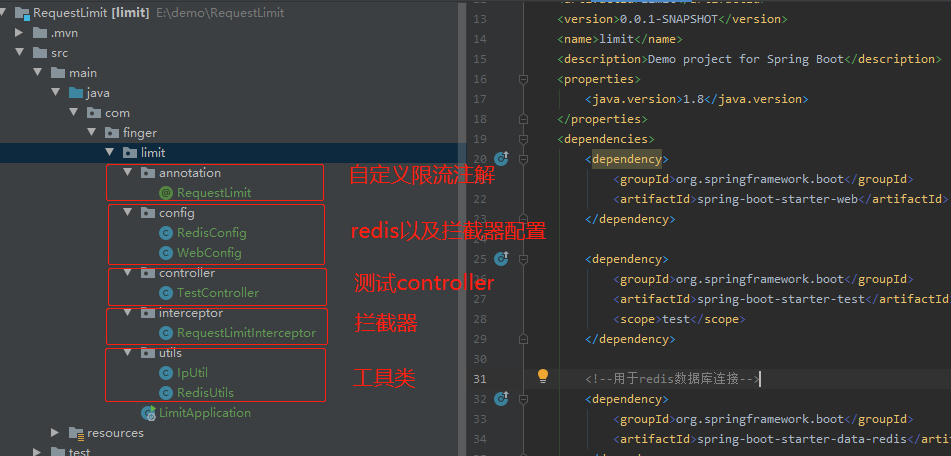 RequestLimit [limit] E:\demo\RequestLimit
.mvn
src
main
java
com
finger
limit
annotation
RequestLimit
自定义限流注解
config
RedisConfig
WebConfig
redis以及拦截器配置
controller
TestController
测试controller
interceptor
RequestLimitInterceptor
拦截器
utils
IpUtil
RedisUtils
工具类
LimitApplication
resources
test
13 <version>0.0.1-SNAPSHOT</version>
14 <name>limit</name>
15 <description>Demo project for Spring Boot</description>
16 <properties>
17 <java.version>1.8</java.version>
18 </properties>
19 <dependencies>
20 <dependency>
21 <groupId>org.springframework.boot</groupId>
22 <artifactId>spring-boot-starter-web</artifactId>
23 </dependency>
24
25 <dependency>
26 <groupId>org.springframework.boot</groupId>
27 <artifactId>spring-boot-starter-test</artifactId
28 <scope>test</scope>
29 </dependency>
30
31 <!--用于redis数据库连接-->
32 <dependency>
33 <groupId>org.springframework.boot</groupId>
34 <artifactId>spring-boot-starter-data-redis</artif